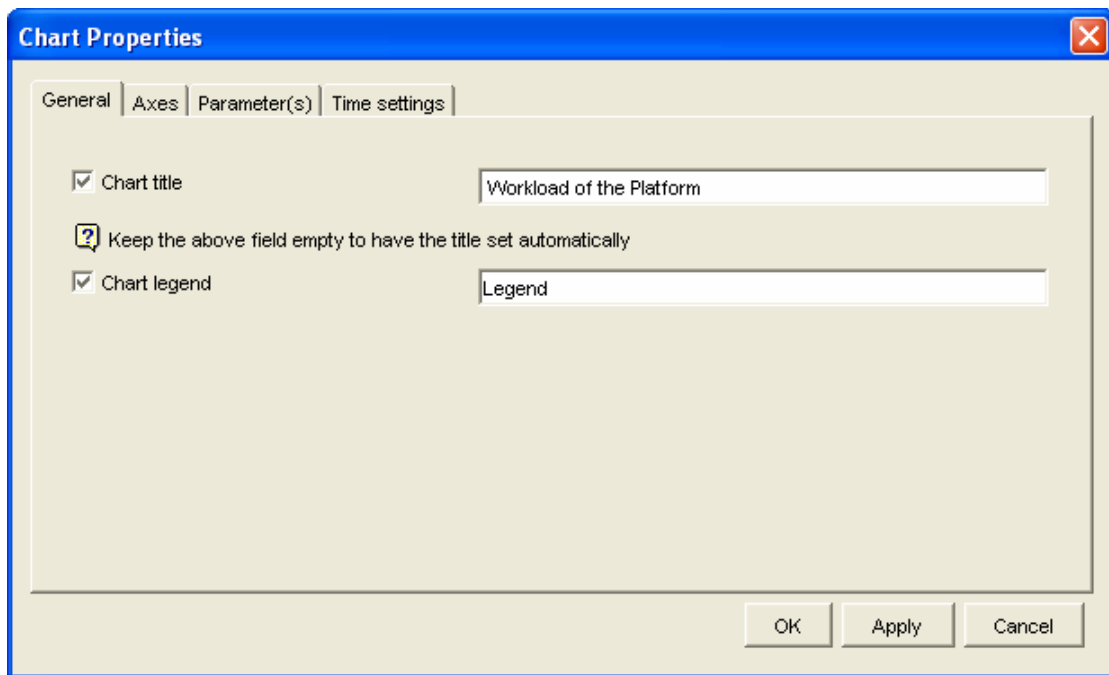 Chart Properties
General Axes Parameter(s) Time settings
Chart title Workload of the Platform
Keep the above field empty to have the title set automatically
Chart legend Legend
OK Apply Cancel